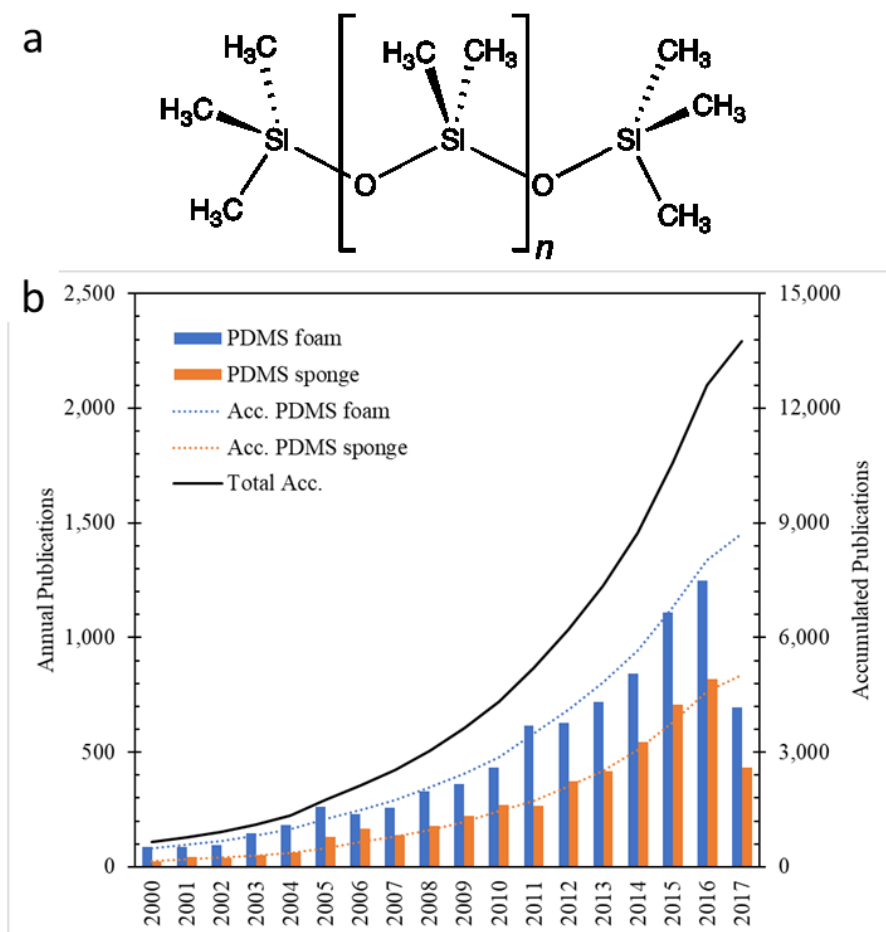 a
H₃C
H₃C CH₃
CH₃
H₃C
CH₃
Si
Si
Si
O
O
H₃C
CH₃
n
b
2,500
2,000
1,500
1,000
500
0
Annual Publications
PDMS foam
PDMS sponge
Acc. PDMS foam
Acc. PDMS sponge
Total Acc.
15,000
12,000
9,000
6,000
3,000
0
Accumulated Publications
2000 2001 2002 2003 2004 2005 2006 2007 2008 2009 2010 2011 2012 2013 2014 2015 2016 2017